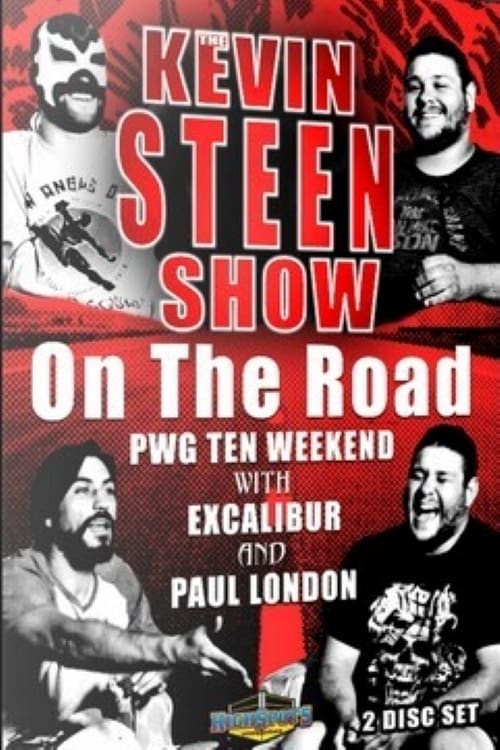 THE
KEVIN
STEEN
SHOW
On The Road
PWG TEN WEEKEND
WITH
EXCALIBUR
AND
PAUL LONDON
HIGHSPOTS
2 DISC SET